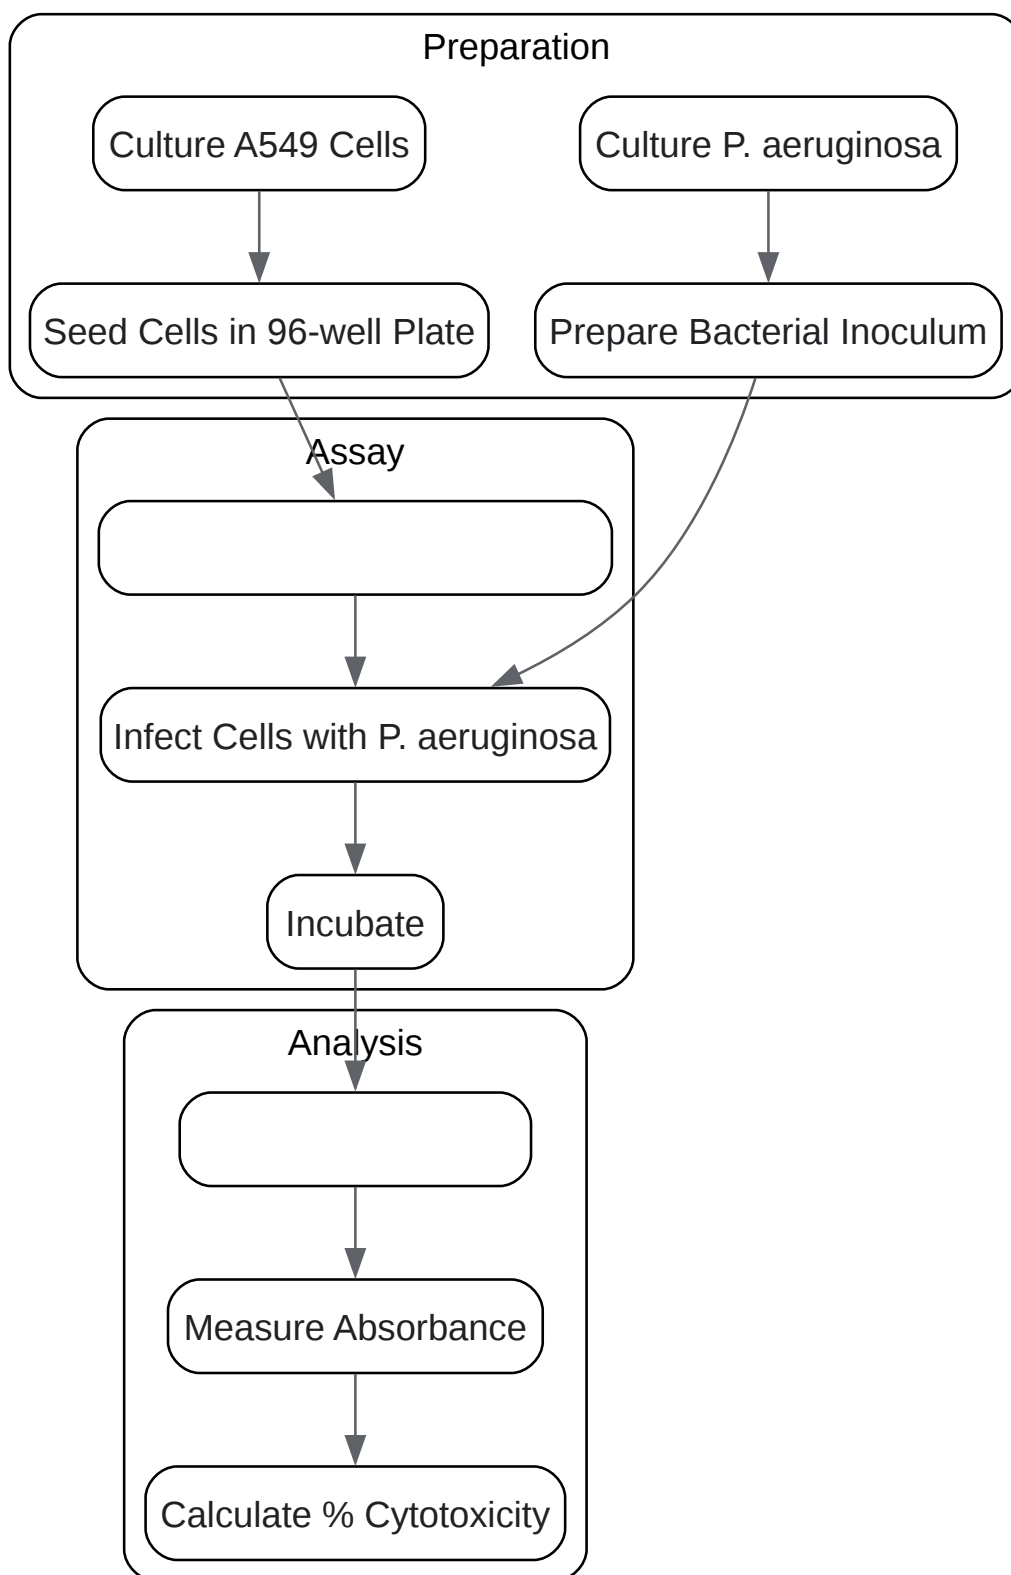 Preparation
Culture A549 Cells
Culture P. aeruginosa
Seed Cells in 96-well Plate
Prepare Bacterial Inoculum
Assay
Infect Cells with P. aeruginosa
Incubate
Analysis
Measure Absorbance
Calculate % Cytotoxicity